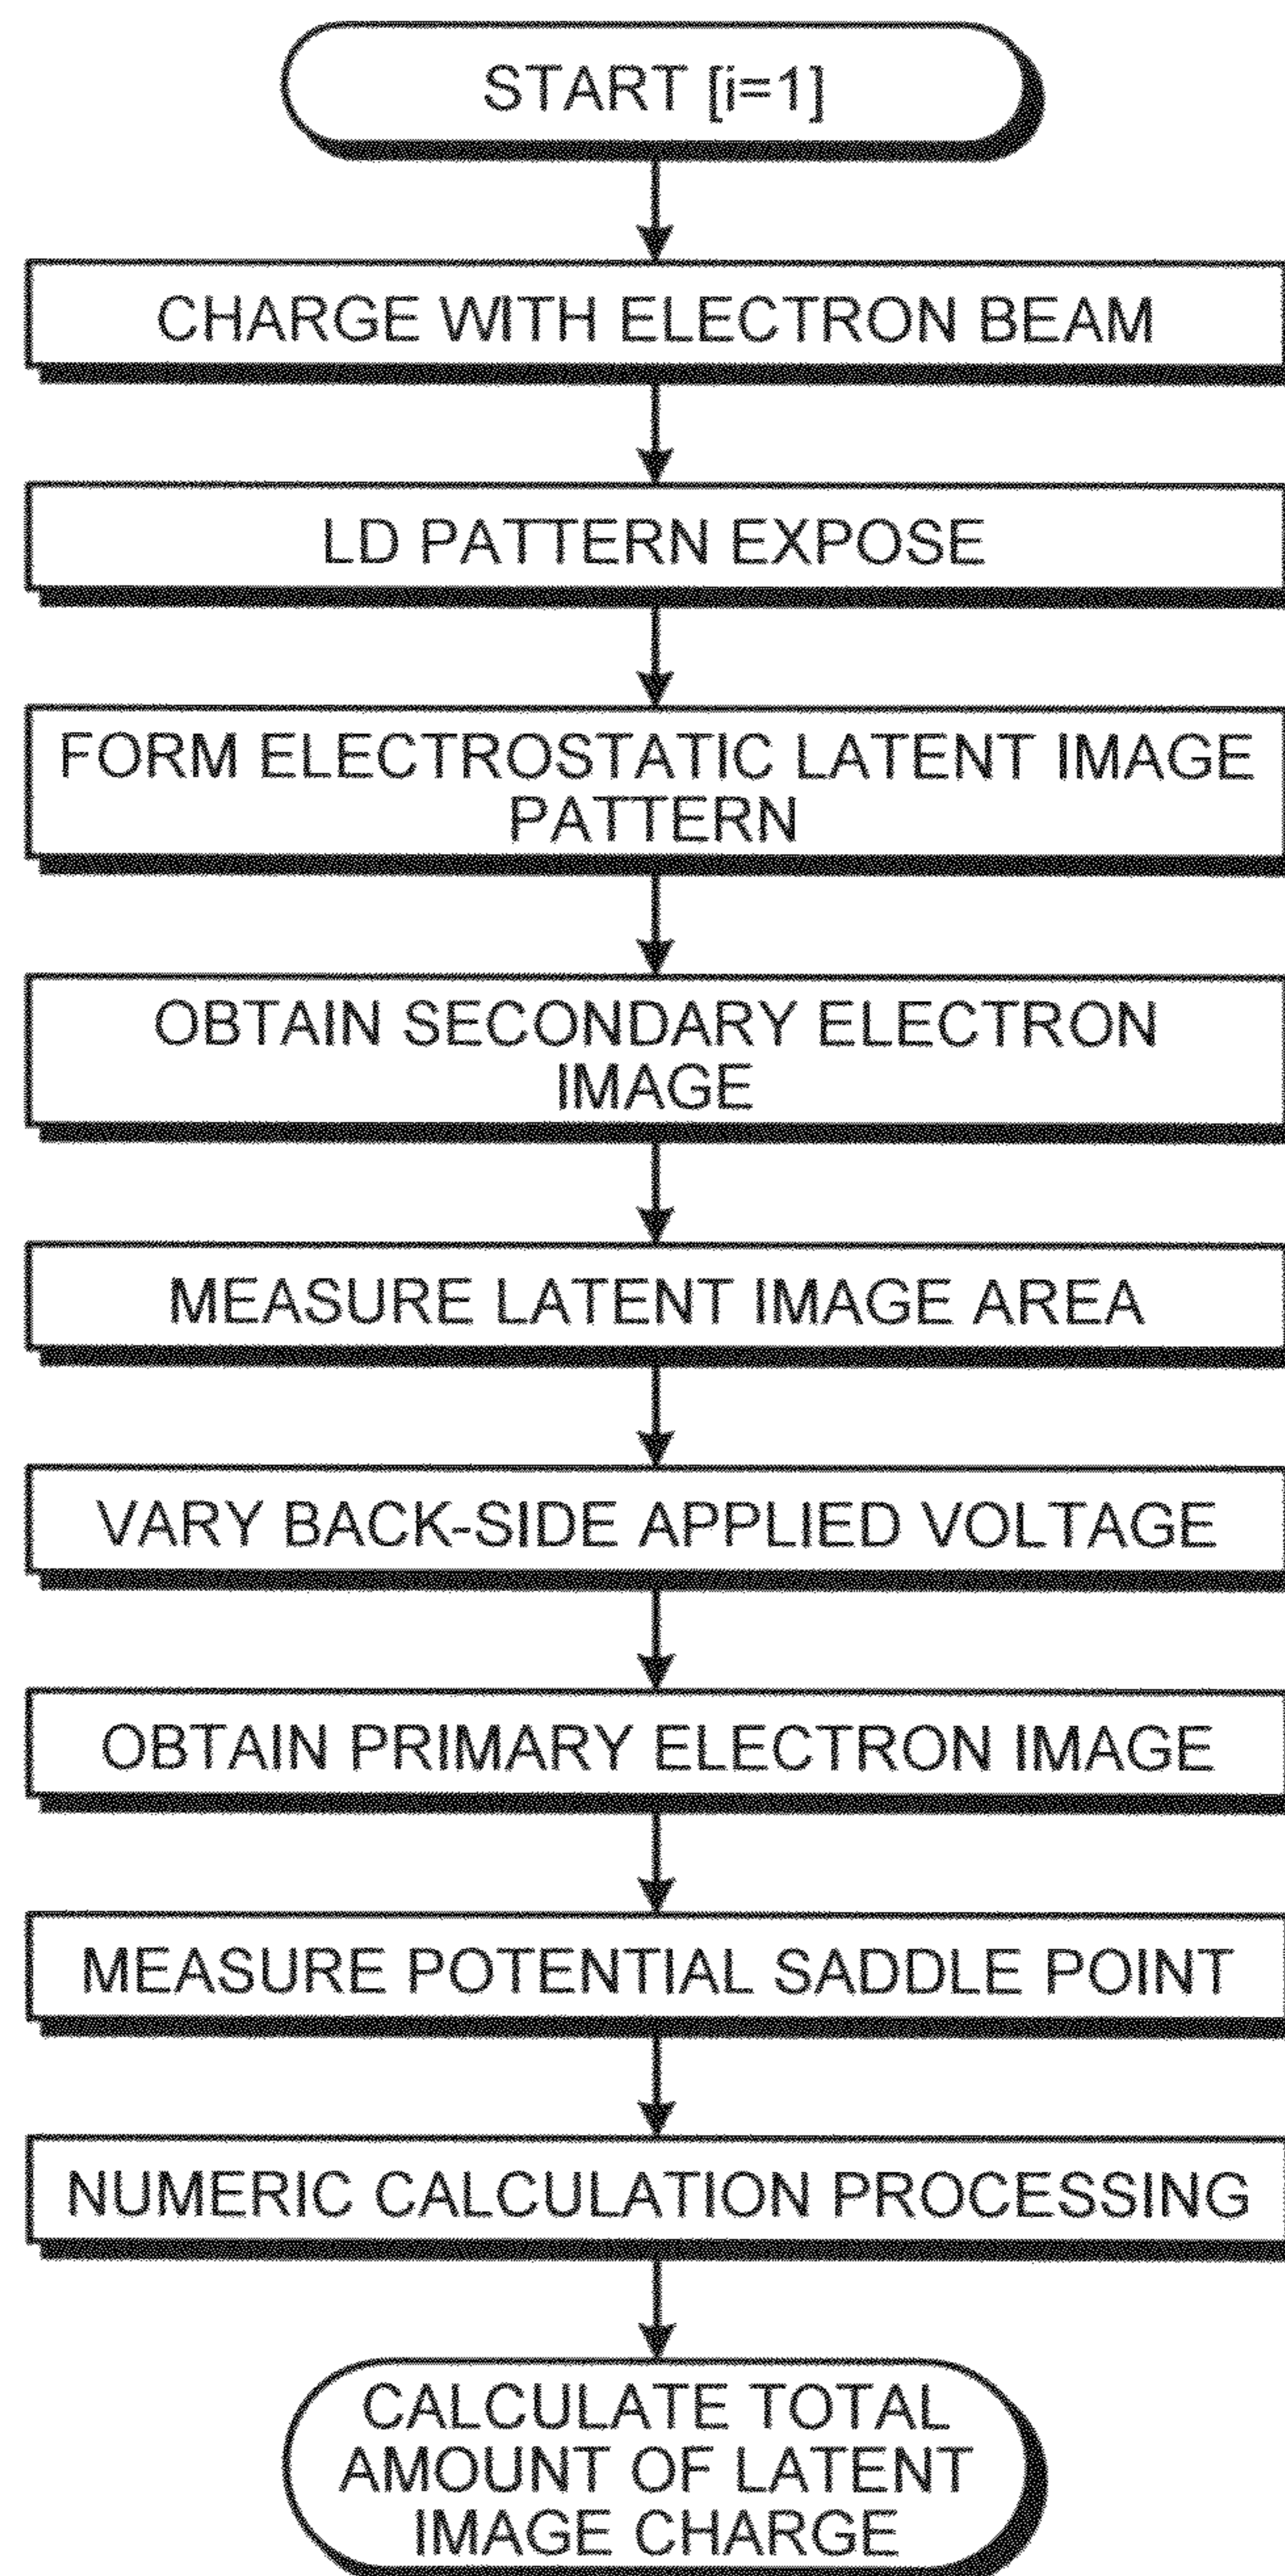 START [i=1]
CHARGE WITH ELECTRON BEAM
LD PATTERN EXPOSE
FORM ELECTROSTATIC LATENT IMAGE
PATTERN
OBTAIN SECONDARY ELECTRON
IMAGE
MEASURE LATENT IMAGE AREA
VARY BACK-SIDE APPLIED VOLTAGE
OBTAIN PRIMARY ELECTRON IMAGE
MEASURE POTENTIAL SADDLE POINT
NUMERIC CALCULATION PROCESSING
CALCULATE TOTAL
AMOUNT OF LATENT
IMAGE CHARGE